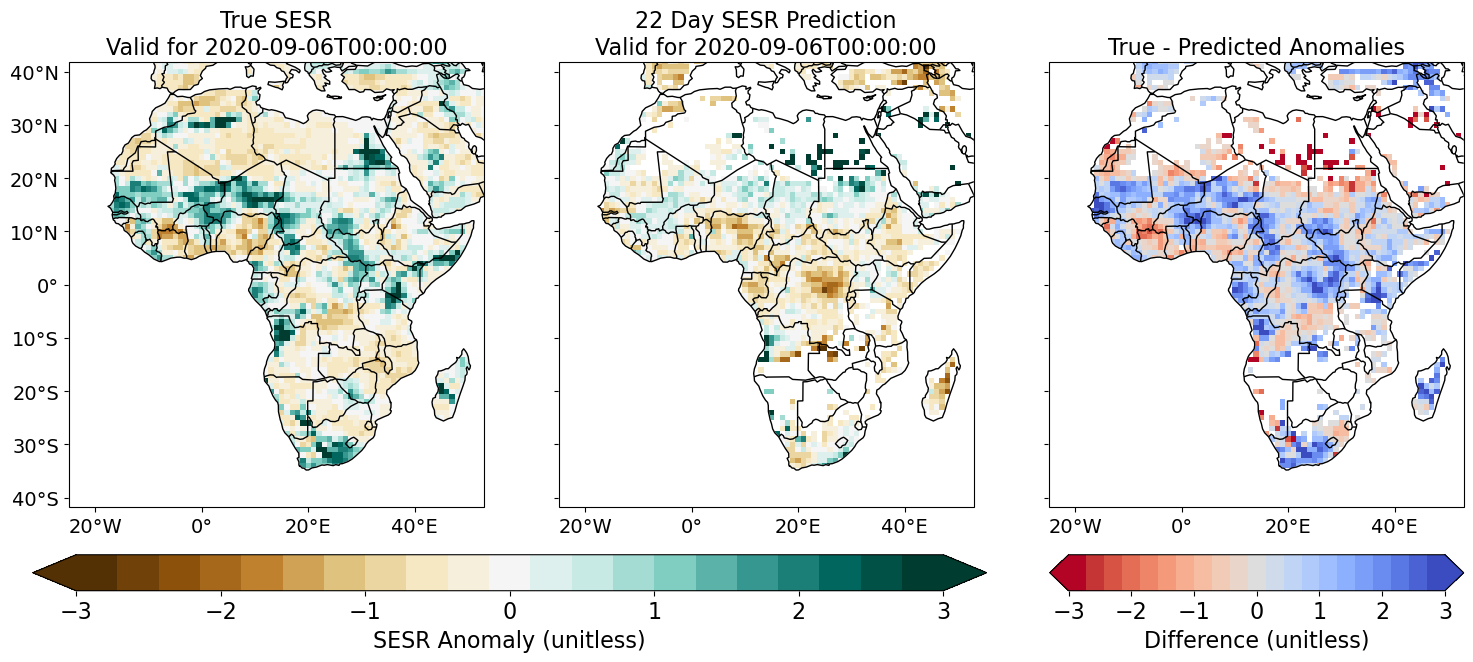 True SESR
Valid for 2020-09-06T00:00:00
22 Day SESR Prediction
Valid for 2020-09-06T00:00:00
True - Predicted Anomalies
40°N
30°N
20°N
10°N
0°
10°S
20°S
30°S
40°S
20°W 0° 20°E 40°E
20°W 0° 20°E 40°E
20°W 0° 20°E 40°E
−3 −2 −1 0 1 2 3
SESR Anomaly (unitless)
−3 −2 −1 0 1 2 3
Difference (unitless)